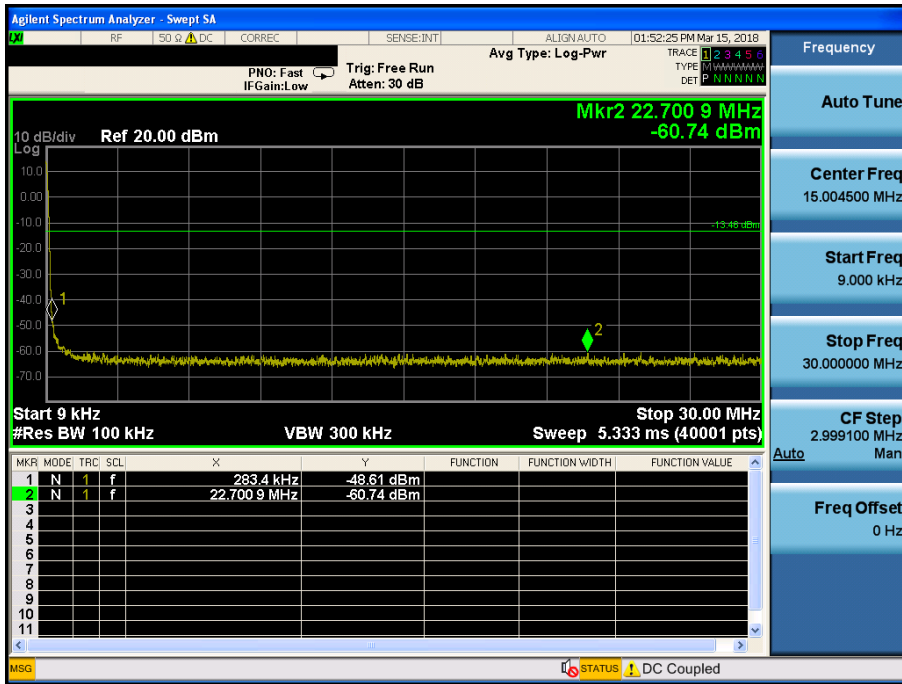 Agilent Spectrum Analyzer - Swept SA
LXI RF 50 Ω DC CORREC SENSE:INT ALIGNAUTO 01:52:25 PM Mar 15, 2018
Frequency
Avg Type: Log-Pwr TRACE 1 2 3 4 5 6
PNO: Fast Trig: Free Run TYPE MWWWWW
IFGain:Low Atten: 30 dB DET P N N N N N
Auto Tune
Mkr2 22.700 9 MHz
10 dB/div Ref 20.00 dBm -60.74 dBm
Log
10.0
0.00
-10.0
-13.46 dBm
-20.0
-30.0
-40.0
1
-50.0
2
-60.0
-70.0
Start 9 kHz Stop 30.00 MHz
#Res BW 100 kHz VBW 300 kHz Sweep 5.333 ms (40001 pts)
Center Freq
15.004500 MHz
Start Freq
9.000 kHz
Stop Freq
30.000000 MHz
CF Step
2.999100 MHz
Auto Man
Freq Offset
0 Hz
MKR MODE TRC SCL X Y FUNCTION FUNCTION WIDTH FUNCTION VALUE
1 N 1 f 283.4 kHz -48.61 dBm
2 N 1 f 22.700 9 MHz -60.74 dBm
3
4
5
6
7
8
9
10
11
MSG STATUS DC Coupled